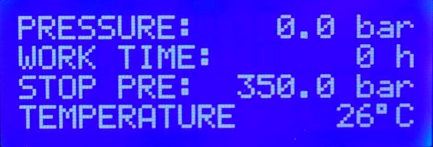 PRESSURE: 0.0 bar
WORK TIME: 0 h
STOP PRE: 350.0 bar
TEMPERATURE 26°C